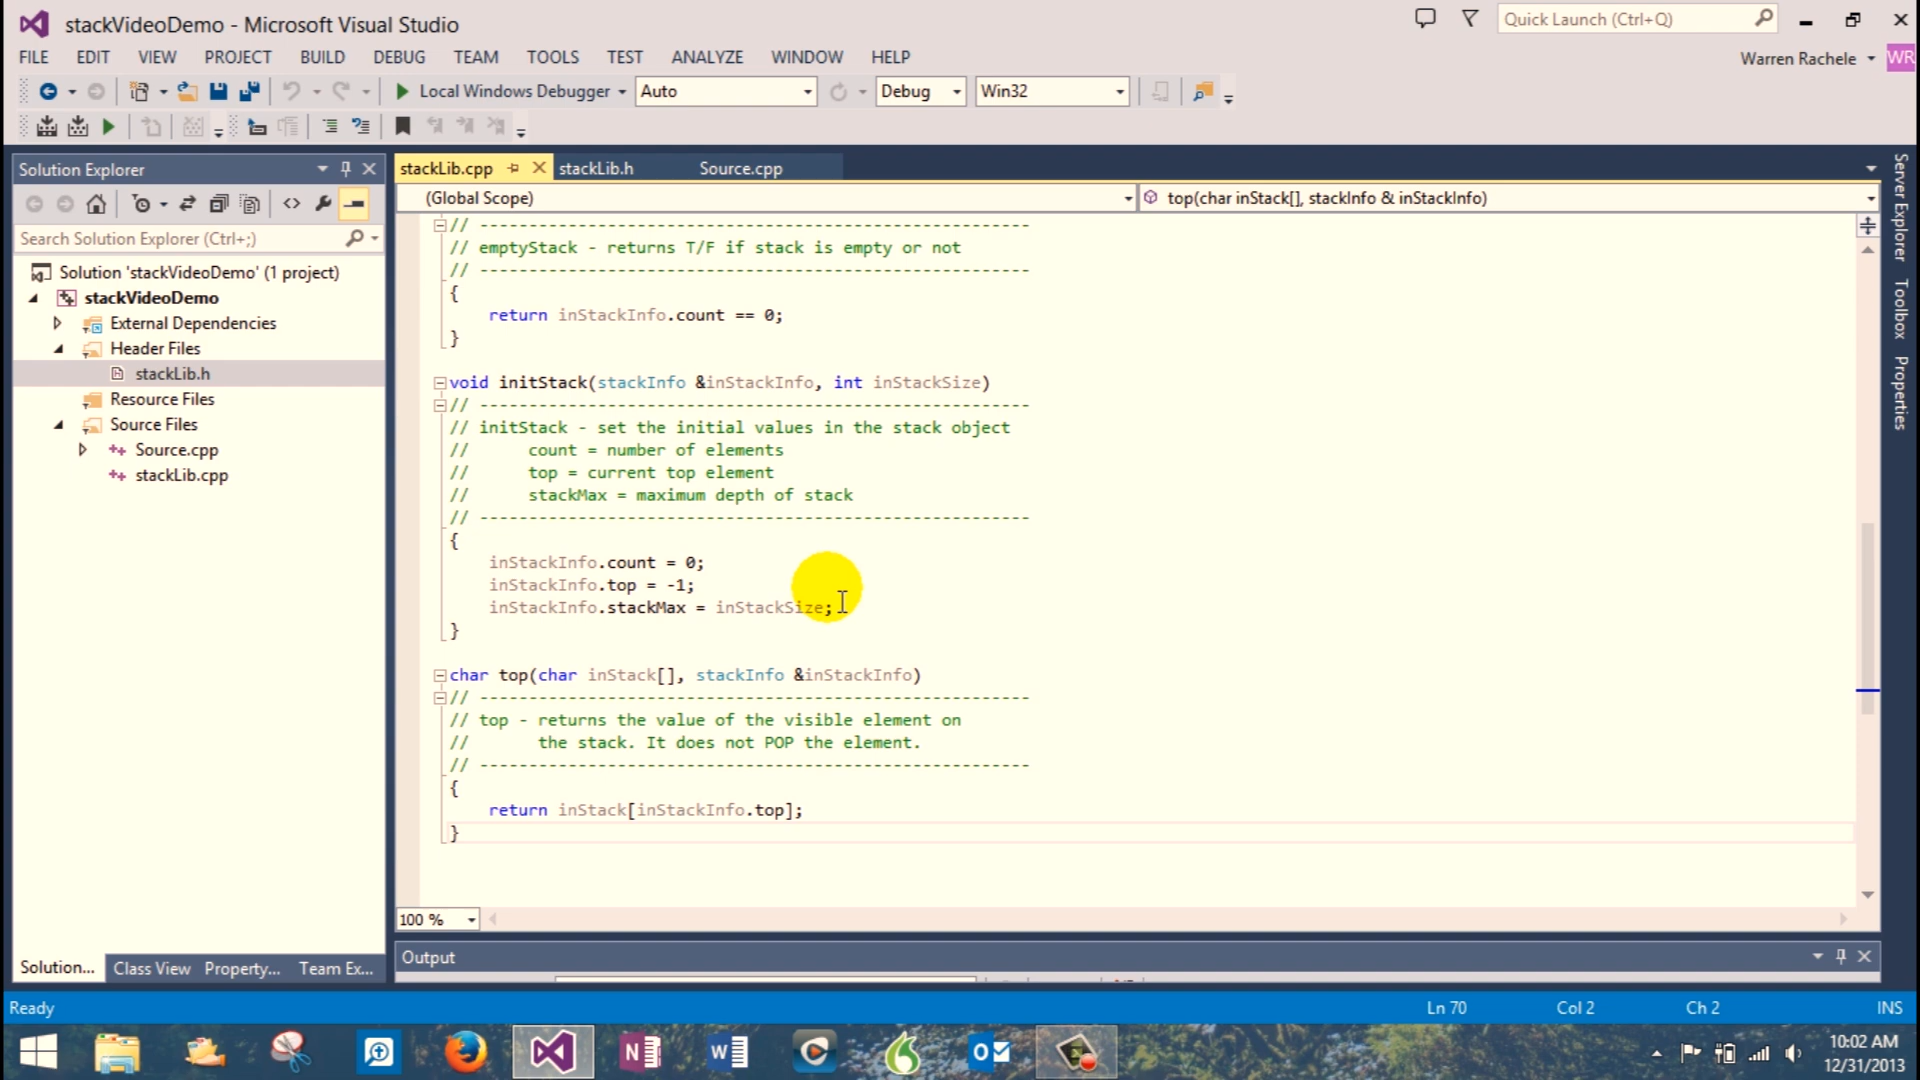 stackVideoDemo - Microsoft Visual Studio
Quick Launch (Ctrl+Q)
FILE EDIT VIEW PROJECT BUILD DEBUG TEAM TOOLS TEST ANALYZE WINDOW HELP
Warren Rachele
WR
Local Windows Debugger
Auto
Debug
Win32
Solution Explorer
Search Solution Explorer (Ctrl+;)
Solution 'stackVideoDemo' (1 project)
stackVideoDemo
External Dependencies
Header Files
stackLib.h
Resource Files
Source Files
Source.cpp
stackLib.cpp
Solution... Class View Property... Team Ex...
stackLib.cpp
stackLib.h
Source.cpp
(Global Scope)
top(char inStack[], stackInfo & inStackInfo)
// --------------------------------------------------------
// emptyStack - returns T/F if stack is empty or not
// --------------------------------------------------------
{
return inStackInfo.count == 0;
}
void initStack(stackInfo &inStackInfo, int inStackSize)
// --------------------------------------------------------
// initStack - set the initial values in the stack object
// count = number of elements
// top = current top element
// stackMax = maximum depth of stack
// --------------------------------------------------------
{
inStackInfo.count = 0;
inStackInfo.top = -1;
inStackInfo.stackMax = inStackSize;
}
char top(char inStack[], stackInfo &inStackInfo)
// --------------------------------------------------------
// top - returns the value of the visible element on
// the stack. It does not POP the element.
// --------------------------------------------------------
{
return inStack[inStackInfo.top];
}
100 %
Output
Server Explorer
Toolbox
Properties
Ready
Ln 70
Col 2
Ch 2
INS
10:02 AM
12/31/2013